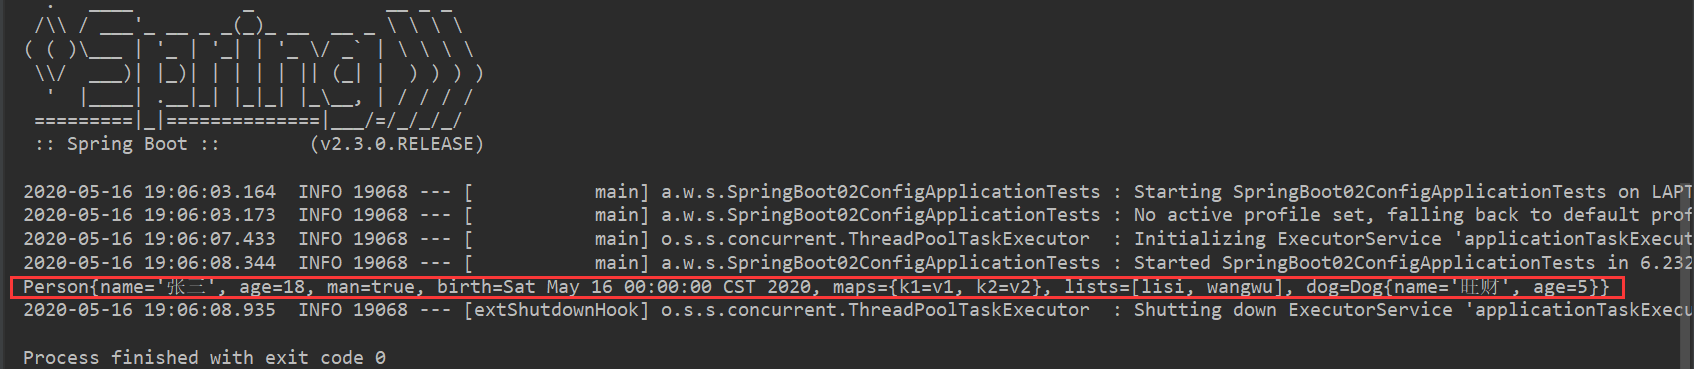 .   ____          _            __ _ _
 /\\ / ___'_ __ _ _(_)_ __  __ _ \ \ \ \
( ( )\___ | '_ | '_| | '_ \/ _` | \ \ \ \
 \\/  ___)| |_)| | | | | || (_| |  ) ) ) )
  '  |____| .__|_| |_|_| |_\__, | / / / /
 =========|_|==============|___/=/_/_/_/
 :: Spring Boot ::        (v2.3.0.RELEASE)
2020-05-16 19:06:03.164  INFO 19068 --- [           main] a.w.s.SpringBoot02ConfigApplicationTests : Starting SpringBoot02ConfigApplicationTests on LAPT
2020-05-16 19:06:03.173  INFO 19068 --- [           main] a.w.s.SpringBoot02ConfigApplicationTests : No active profile set, falling back to default prof
2020-05-16 19:06:07.433  INFO 19068 --- [           main] o.s.s.concurrent.ThreadPoolTaskExecutor  : Initializing ExecutorService 'applicationTaskExecut
2020-05-16 19:06:08.344  INFO 19068 --- [           main] a.w.s.SpringBoot02ConfigApplicationTests : Started SpringBoot02ConfigApplicationTests in 6.232
Person{name='张三', age=18, man=true, birth=Sat May 16 00:00:00 CST 2020, maps={k1=v1, k2=v2}, lists=[lisi, wangwu], dog=Dog{name='旺财', age=5}}
2020-05-16 19:06:08.935  INFO 19068 --- [extShutdownHook] o.s.s.concurrent.ThreadPoolTaskExecutor  : Shutting down ExecutorService 'applicationTaskExecu
Process finished with exit code 0